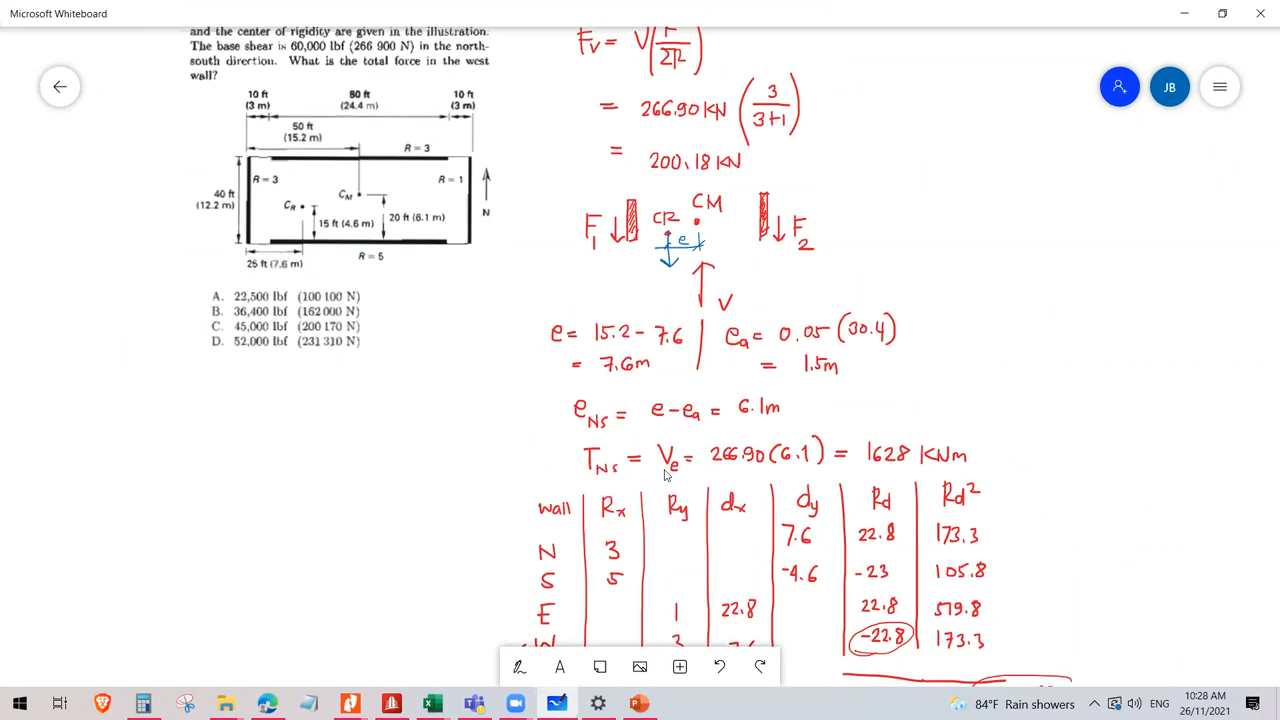 Microsoft Whiteboard
and the center of rigidity are given in the illustration.
The base shear is 60,000 lbf (266 900 N) in the north-
south direction. What is the total force in the west
wall?
10 ft 80 ft 10 ft
(3 m) (24.4 m) (3 m)
50 ft
(15.2 m)
R = 3
R = 3 R = 1
40 ft
(12.2 m)
CM
CR
20 ft (6.1 m)
15 ft (4.6 m)
N
25 ft (7.6 m)
R = 5
A. 22,500 lbf (100 100 N)
B. 36,400 lbf (162 000 N)
C. 45,000 lbf (200 170 N)
D. 52,000 lbf (231 310 N)
Fv = V(R/ΣR)
= 266.90 KN (3/3+1)
= 200.18 KN
F1 CR CM F2
e
V
e = 15.2 - 7.6 | ea = 0.05 (30.4)
= 7.6m = 1.5m
eNS = e - ea = 6.1m
TNS = Ve = 266.90 (6.1) = 1628 KNm
wall Rx Ry dx dy Rd Rd²
N 3 7.6 22.8 173.3
S 5 -4.6 -23 105.8
E 1 22.8 22.8 519.8
W 3 -7.6 -22.8 173.3
JB
84°F Rain showers
ENG
10:28 AM
26/11/2021